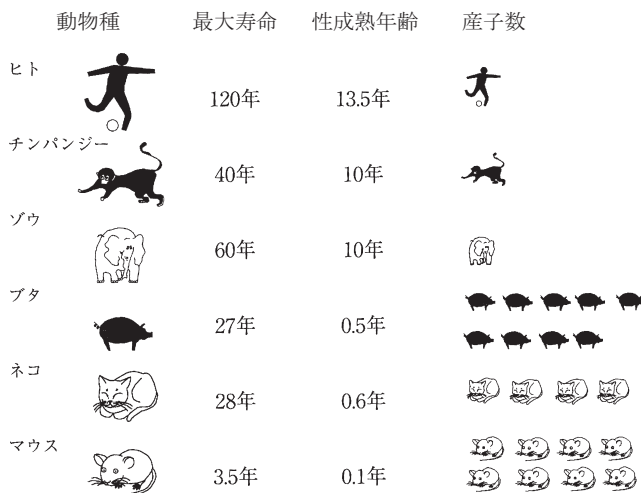 動物種 最大寿命 性成熟年齢 産子数
ヒト
120年 13.5年
チンパンジー
40年 10年
ゾウ
60年 10年
ブタ
27年 0.5年
ネコ
28年 0.6年
マウス
3.5年 0.1年